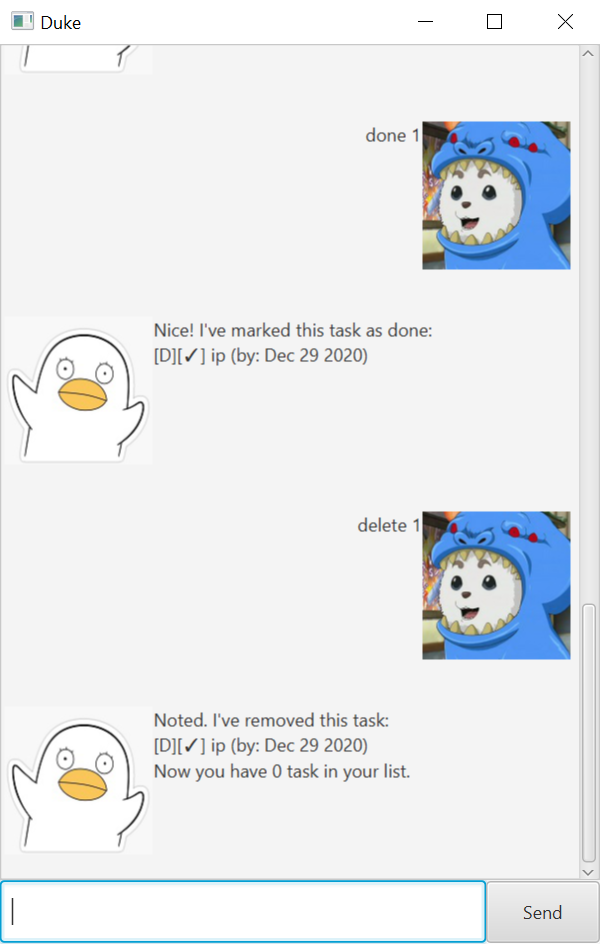 Duke
done 1
Nice! I've marked this task as done:
[D][✓] ip (by: Dec 29 2020)
delete 1
Noted. I've removed this task:
[D][✓] ip (by: Dec 29 2020)
Now you have 0 task in your list.
Send